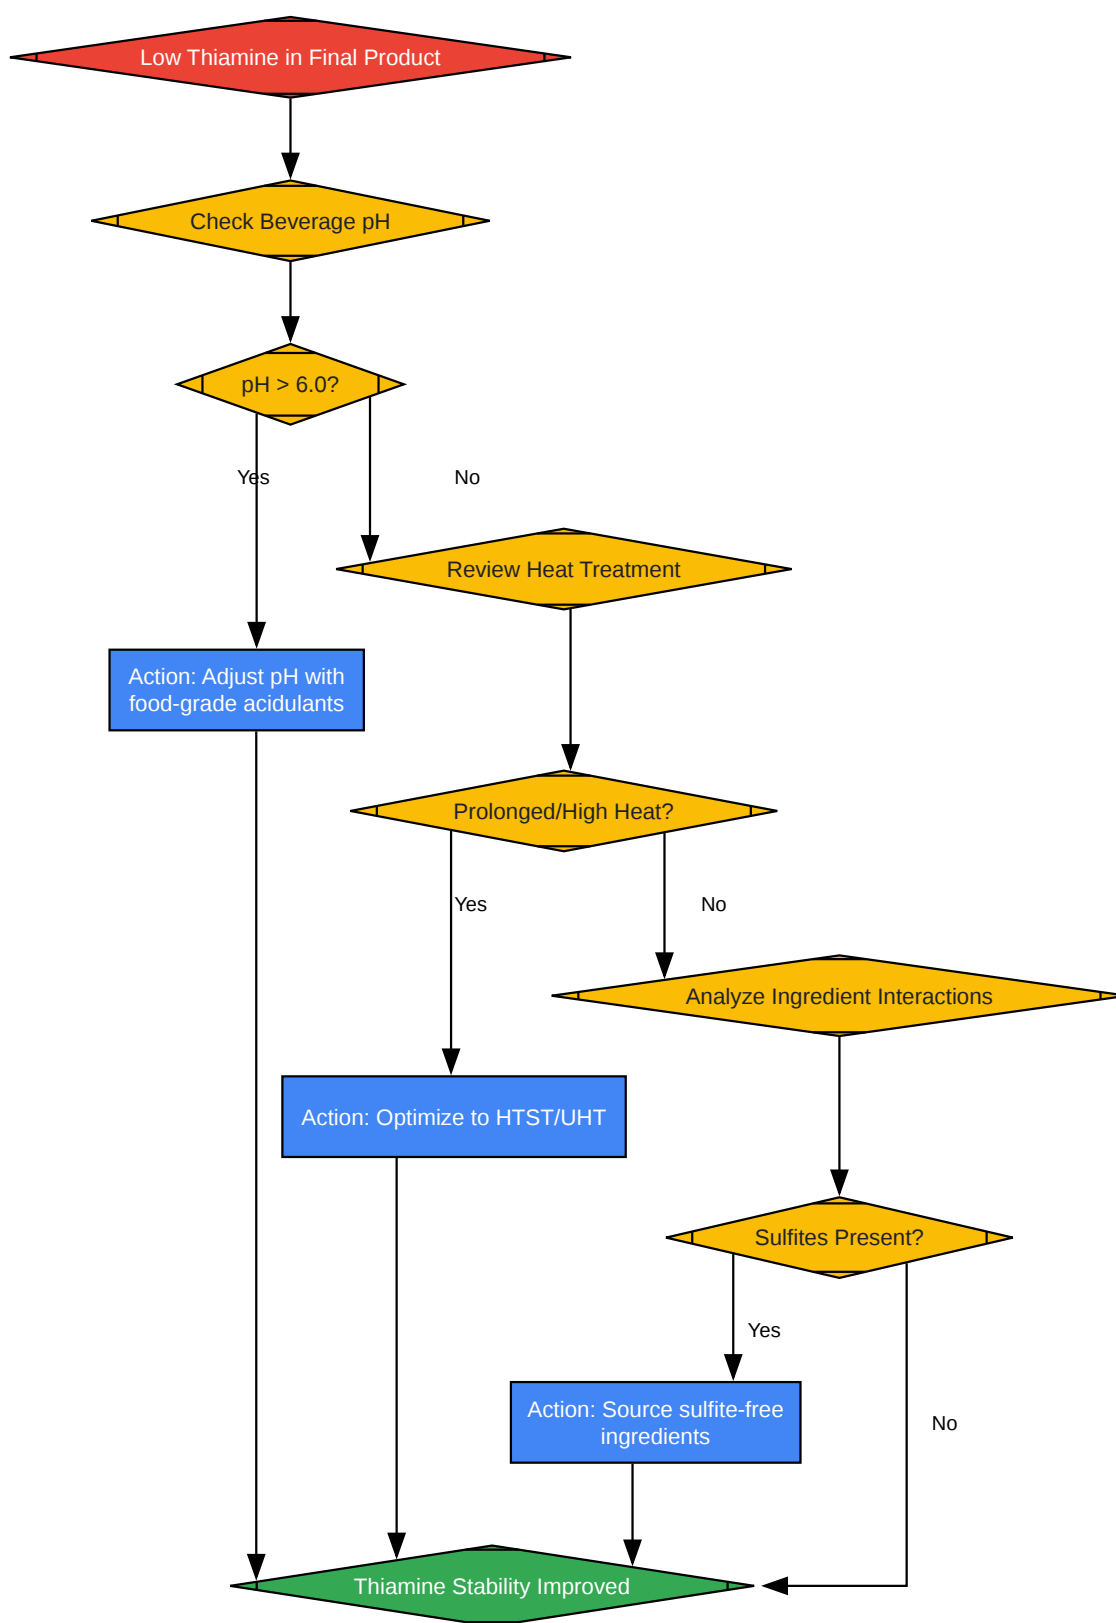 Low Thiamine in Final Product
Check Beverage pH
pH > 6.0?
Yes
No
Review Heat Treatment
Action: Adjust pH with
food-grade acidulants
Prolonged/High Heat?
Yes
No
Analyze Ingredient Interactions
Action: Optimize to HTST/UHT
Sulfites Present?
Yes
Action: Source sulfite-free
ingredients
No
Thiamine Stability Improved